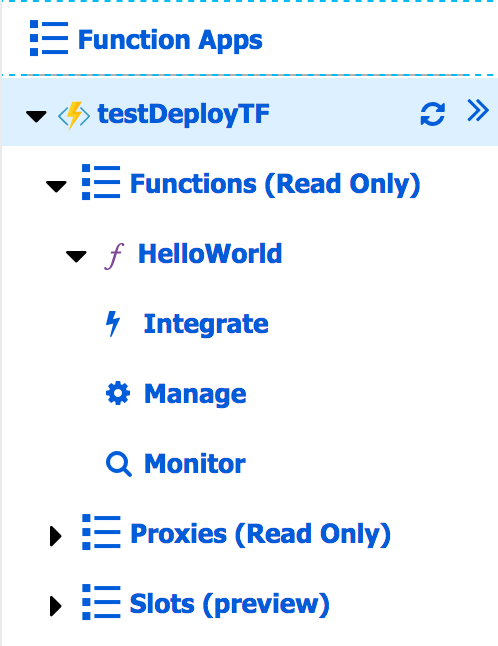 Function Apps
testDeployTF
Functions (Read Only)
HelloWorld
Integrate
Manage
Monitor
Proxies (Read Only)
Slots (preview)